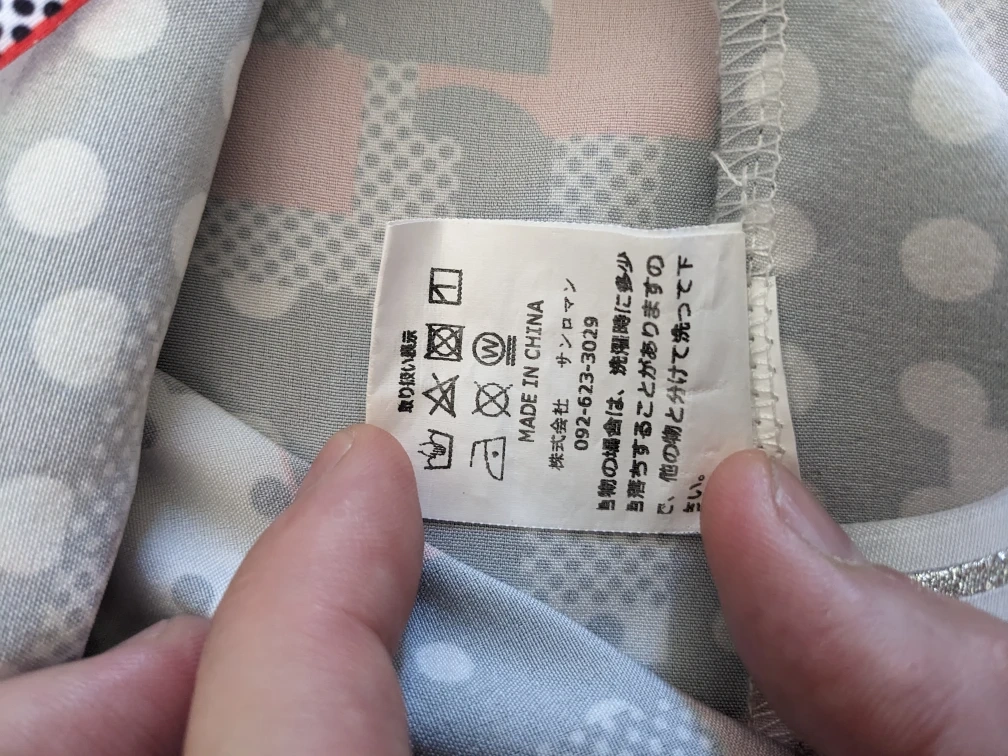 取り扱い表示
W
MADE IN CHINA
株式会社 サンロマン
092-623-3029
色物の場合は、洗濯時に多少
色落ちすることがありますの
で、他の物と分けて洗って下
さい。